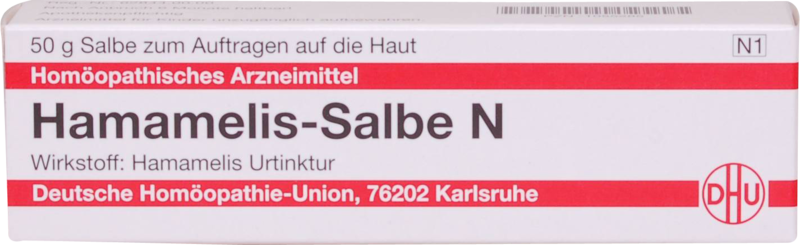 50 g Salbe zum Auftragen auf die Haut
N1
Homöopathisches Arzneimittel
Hamamelis-Salbe N
Wirkstoff: Hamamelis Urtinktur
Deutsche Homöopathie-Union, 76202 Karlsruhe
DHU